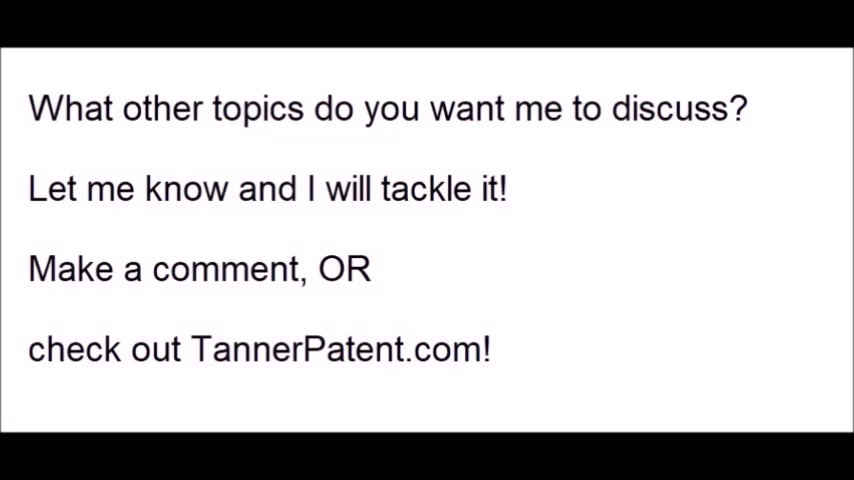 What other topics do you want me to discuss?
Let me know and I will tackle it!
Make a comment, OR
check out TannerPatent.com!